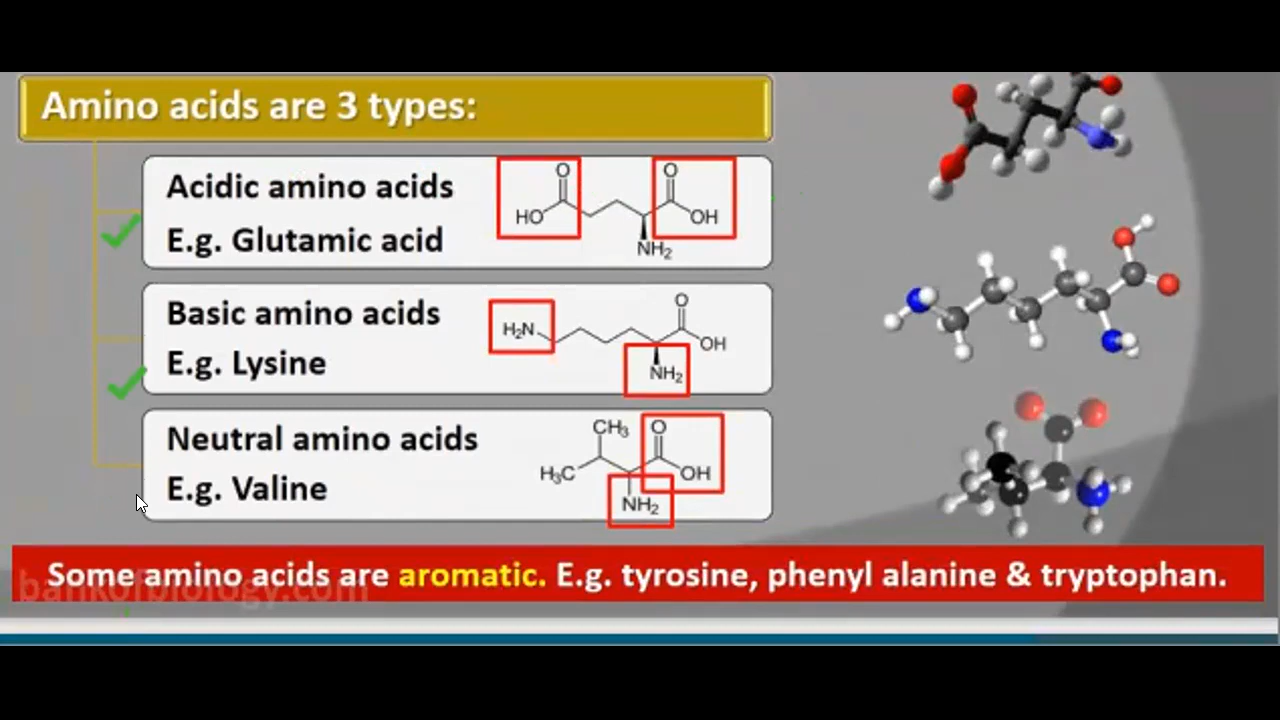 Amino acids are 3 types:
Acidic amino acids
E.g. Glutamic acid
O
O
HO
OH
NH₂
Basic amino acids
E.g. Lysine
O
H₂N
OH
NH₂
Neutral amino acids
E.g. Valine
CH₃
O
H₃C
OH
NH₂
Some amino acids are aromatic. E.g. tyrosine, phenyl alanine & tryptophan.
bankofbiology.com